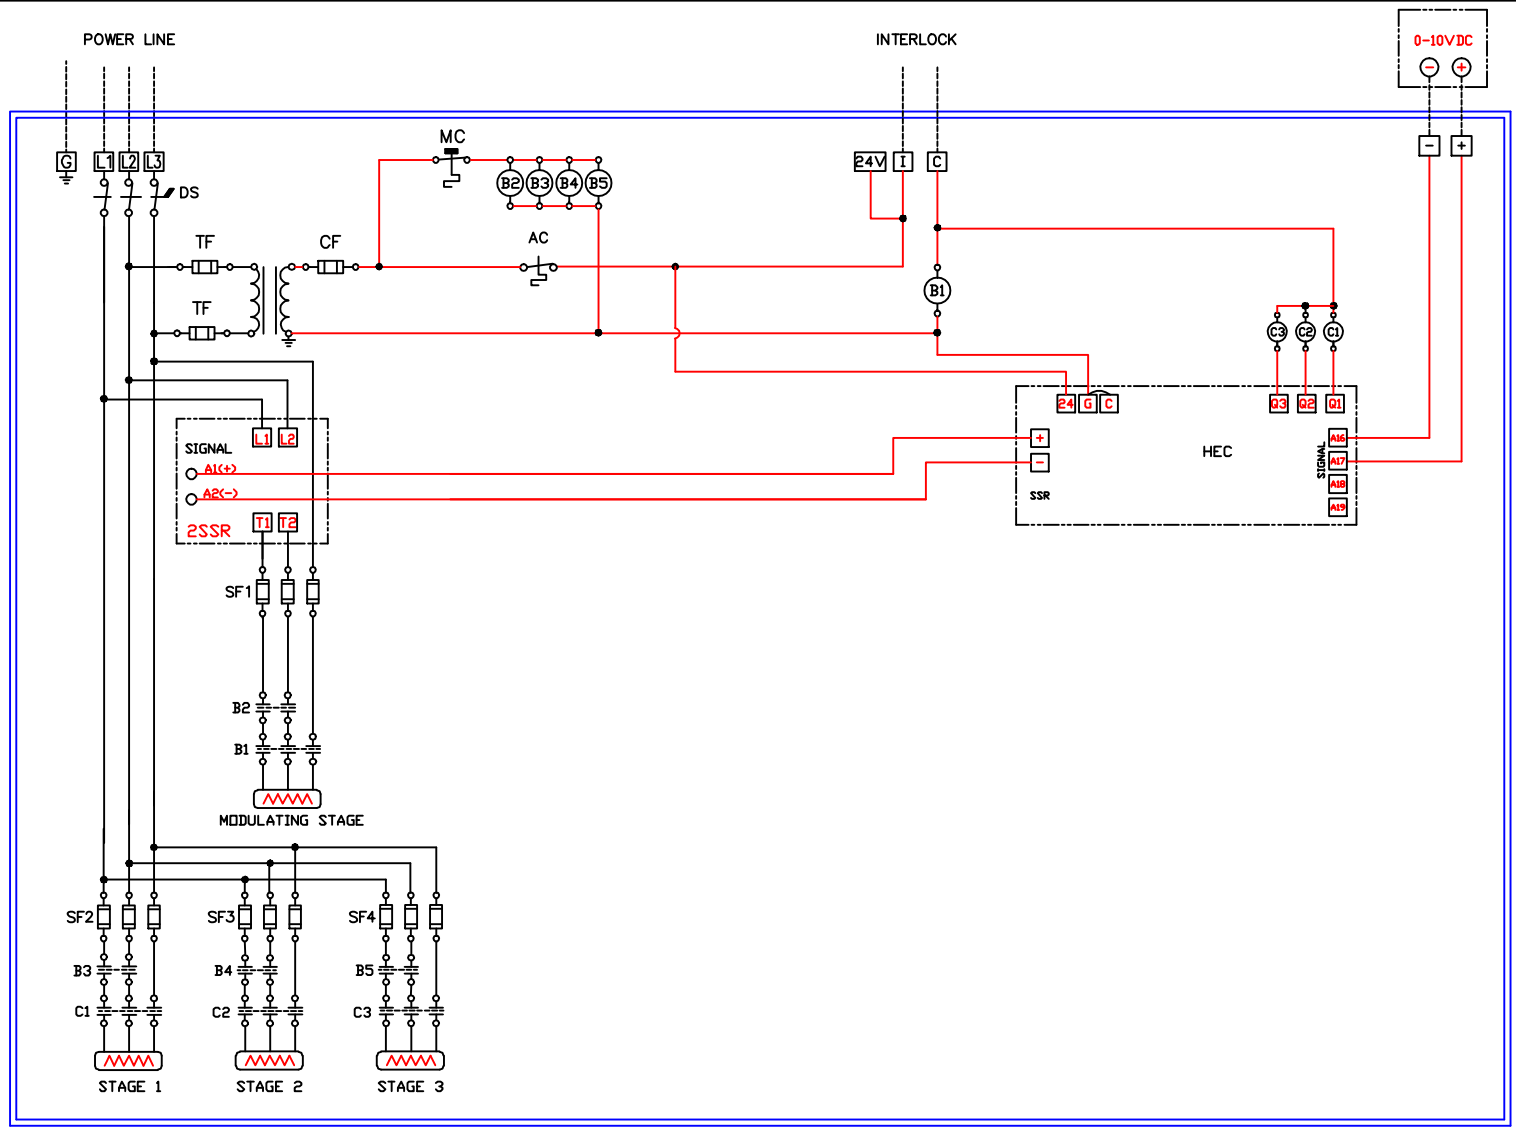 POWER LINE
INTERLOCK
0-10VDC
- +
MC
G L1 L2 L3
24V I C
- +
DS
B2 B3 B4 B5
TF
CF
AC
TF
B1
C3 C2 C1
24 G C
Q3 Q2 Q1
SIGNAL
L1 L2
A1(+)
A2(-)
2SSR
T1 T2
+
-
SSR
HEC
SIGNAL
A16
A17
A18
A19
SF1
B2
B1
MODULATING STAGE
SF2 SF3 SF4
B3 B4 B5
C1 C2 C3
STAGE 1 STAGE 2 STAGE 3